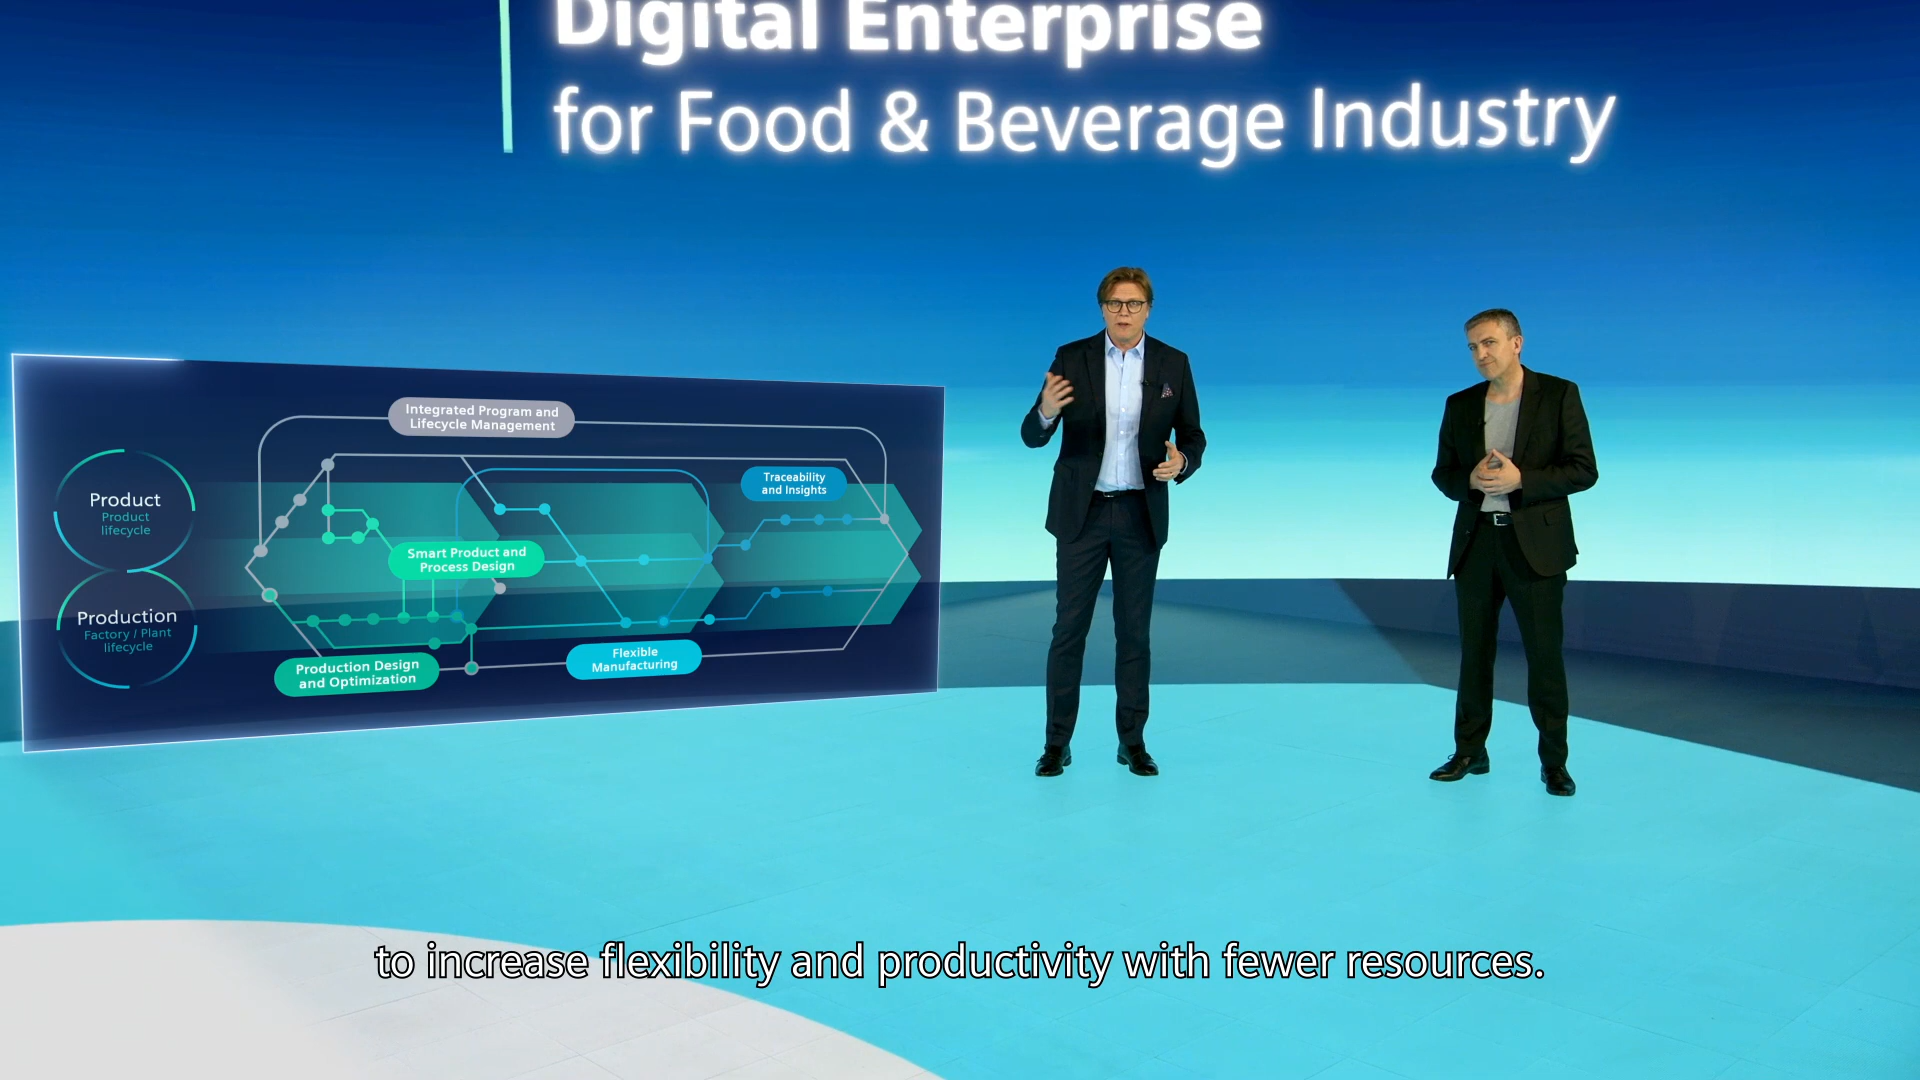 Digital Enterprise
for Food & Beverage Industry
Integrated Program and
Lifecycle Management
Traceability
and Insights
Product
Product
lifecycle
Smart Product and
Process Design
Production
Factory / Plant
lifecycle
Production Design
and Optimization
Flexible
Manufacturing
to increase flexibility and productivity with fewer resources.